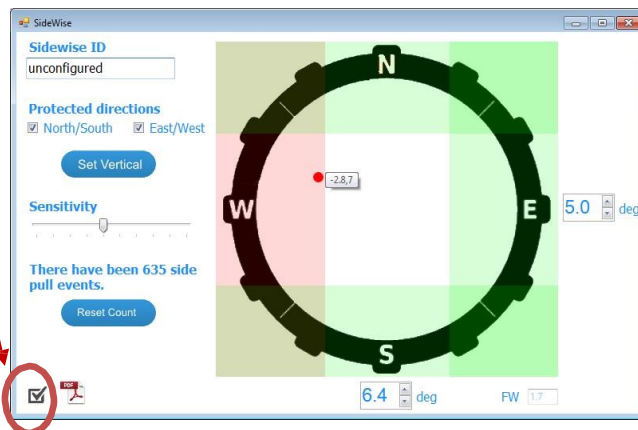 SideWise
Sidewise ID
unconfigured
Protected directions
North/South East/West
Set Vertical
Sensitivity
There have been 635 side
pull events.
Reset Count
PDF
N
W
E
S
-2.8,7
5.0 deg
6.4 deg
FW 1.7